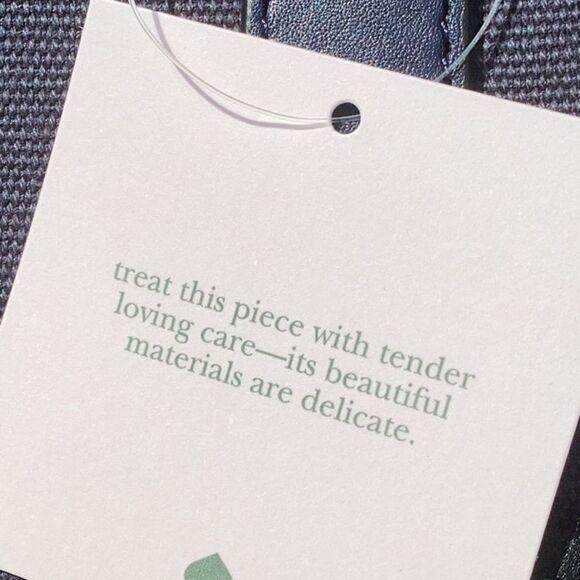 treat this piece with tender
loving care—its beautiful
materials are delicate.